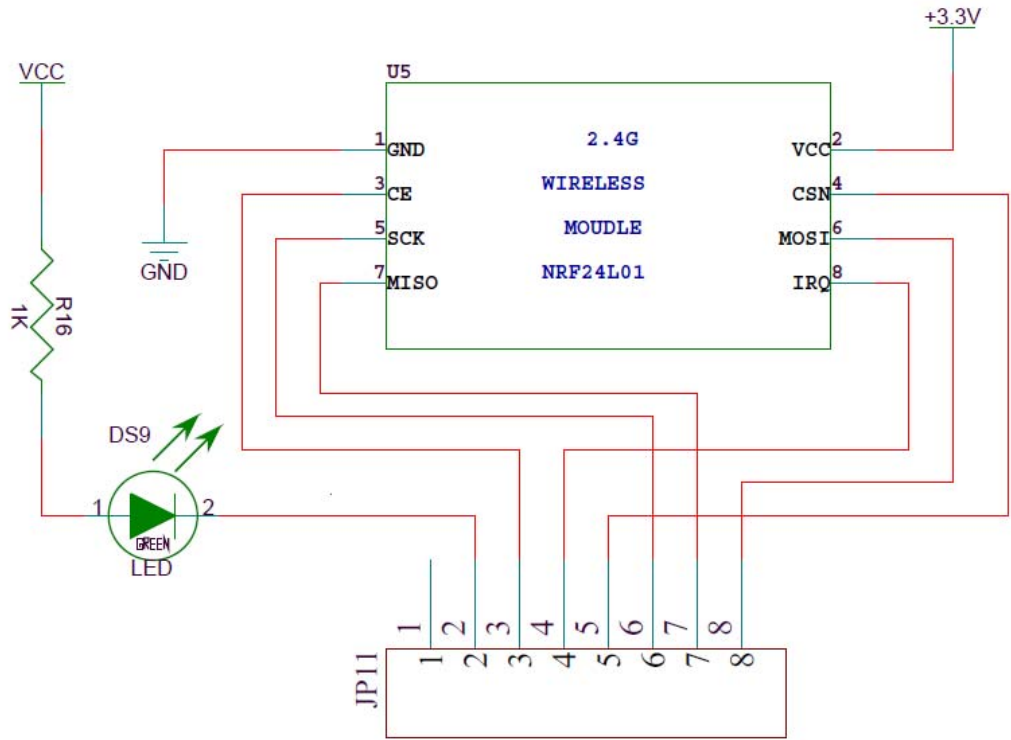 +3.3V
VCC
U5
1 GND
2.4G
VCC 2
3 CE
WIRELESS
CSN 4
5 SCK
MOUDLE
MOSI 6
7 MISO
NRF24L01
IRQ 8
GND
R16
1K
DS9
1
2
GREEN
LED
1 2 3 4 5 6 7 8
JP11
1 2 3 4 5 6 7 8